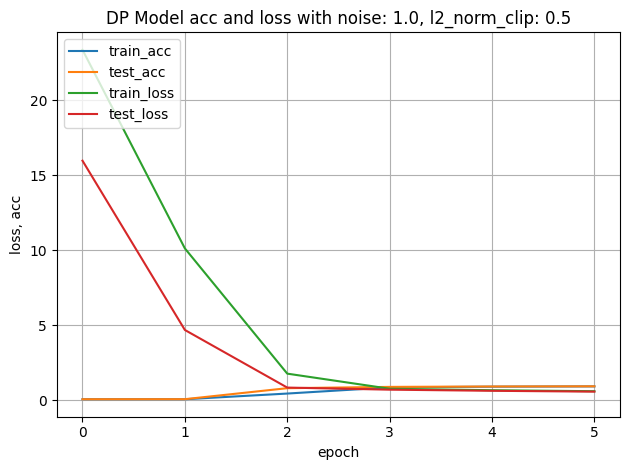 DP Model acc and loss with noise: 1.0, l2_norm_clip: 0.5
train_acc
test_acc
train_loss
test_loss
20
15
10
5
0
loss, acc
0 1 2 3 4 5
epoch